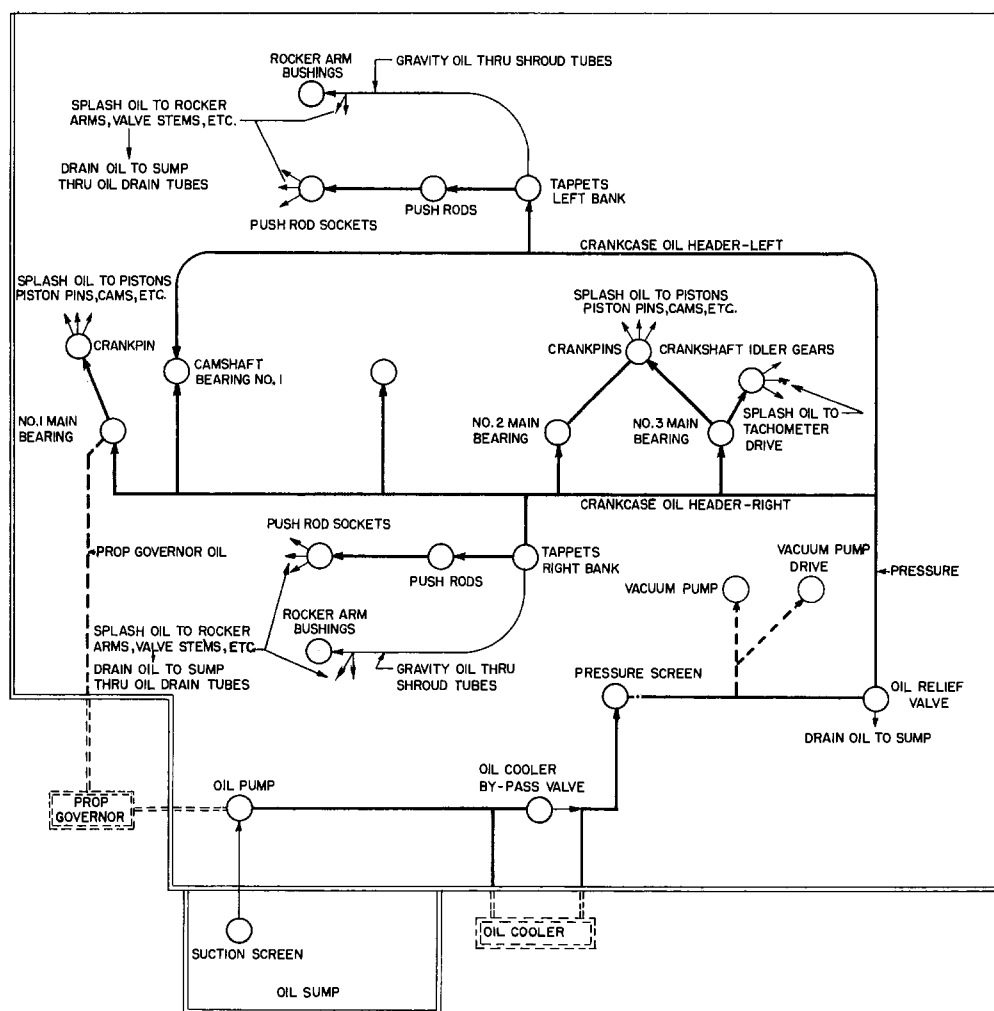 ROCKER ARM
BUSHINGS
GRAVITY OIL THRU SHROUD TUBES
SPLASH OIL TO ROCKER
ARMS, VALVE STEMS, ETC.
DRAIN OIL TO SUMP
THRU OIL DRAIN TUBES
PUSH ROD SOCKETS
PUSH RODS
TAPPETS
LEFT BANK
CRANKCASE OIL HEADER-LEFT
SPLASH OIL TO PISTONS
PISTON PINS, CAMS, ETC.
CRANKPIN
CAMSHAFT
BEARING NO. 1
SPLASH OIL TO PISTONS
PISTON PINS, CAMS, ETC.
CRANKPINS
CRANKSHAFT IDLER GEARS
NO. 1 MAIN
BEARING
NO. 2 MAIN
BEARING
NO. 3 MAIN
BEARING
SPLASH OIL TO
TACHOMETER
DRIVE
CRANKCASE OIL HEADER-RIGHT
PUSH ROD SOCKETS
PUSH RODS
TAPPETS
RIGHT BANK
PROP GOVERNOR OIL
VACUUM PUMP
VACUUM PUMP
DRIVE
PRESSURE
ROCKER ARM
BUSHINGS
SPLASH OIL TO ROCKER
ARMS, VALVE STEMS, ETC
DRAIN OIL TO SUMP
THRU OIL DRAIN TUBES
GRAVITY OIL THRU
SHROUD TUBES
PRESSURE SCREEN
OIL RELIEF
VALVE
DRAIN OIL TO SUMP
OIL PUMP
OIL COOLER
BY-PASS VALVE
PROP
GOVERNOR
OIL COOLER
SUCTION SCREEN
OIL SUMP